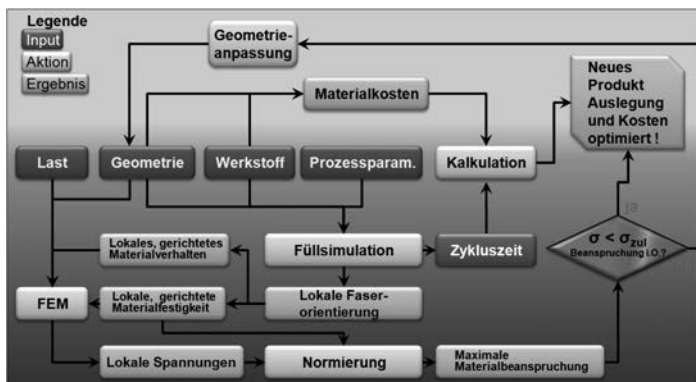 Legende
Input
Aktion
Ergebnis
Geometrie-
anpassung
Materialkosten
Neues
Produkt
Auslegung
und Kosten
optimiert !
Last
Geometrie
Werkstoff
Prozessparam.
Kalkulation
ja
Lokales, gerichtetes
Materialverhalten
Füllsimulation
Zykluszeit
σ < σzul
Beanspruchung i.O.?
FEM
Lokale, gerichtete
Materialfestigkeit
Lokale Faser-
orientierung
Lokale Spannungen
Normierung
Maximale
Materialbeanspruchung